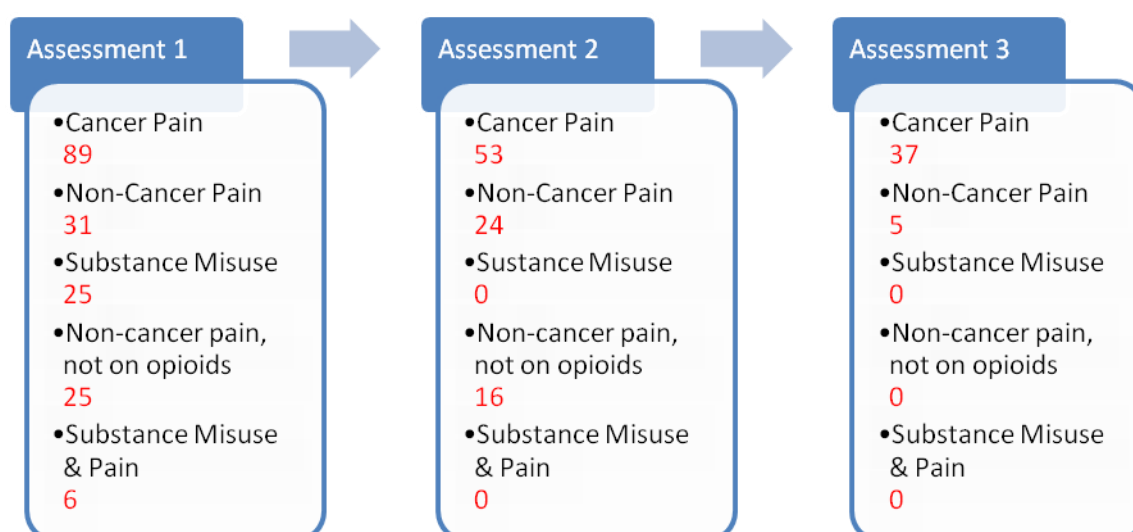 Assessment 1
•Cancer Pain
89
•Non-Cancer Pain
31
•Substance Misuse
25
•Non-cancer pain,
not on opioids
25
•Substance Misuse
& Pain
6
Assessment 2
•Cancer Pain
53
•Non-Cancer Pain
24
•Sustance Misuse
0
•Non-cancer pain,
not on opioids
16
•Substance Misuse
& Pain
0
Assessment 3
•Cancer Pain
37
•Non-Cancer Pain
5
•Substance Misuse
0
•Non-cancer pain,
not on opioids
0
•Substance Misuse
& Pain
0